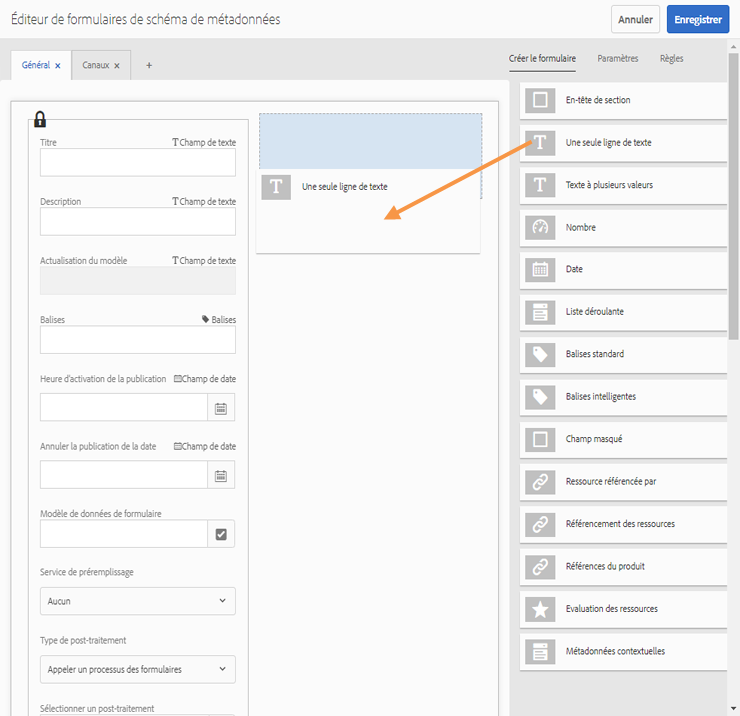 Éditeur de formulaires de schéma de métadonnées
Annuler
Enregistrer
Général ×
Canaux ×
+
Créer le formulaire
Paramètres
Règles
Titre
T Champ de texte
Description
T Champ de texte
Actualisation du modèle
T Champ de texte
Balises
Balises
Heure d'activation de la publication
Champ de date
Annuler la publication de la date
Champ de date
Modèle de données de formulaire
Service de préremplissage
Aucun
Type de post-traitement
Appeler un processus des formulaires
Sélectionner un post-traitement
T Une seule ligne de texte
En-tête de section
T Une seule ligne de texte
T Texte à plusieurs valeurs
Nombre
Date
Liste déroulante
Balises standard
Balises intelligentes
Champ masqué
Ressource référencée par
Référencement des ressources
Références du produit
Evaluation des ressources
Métadonnées contextuelles